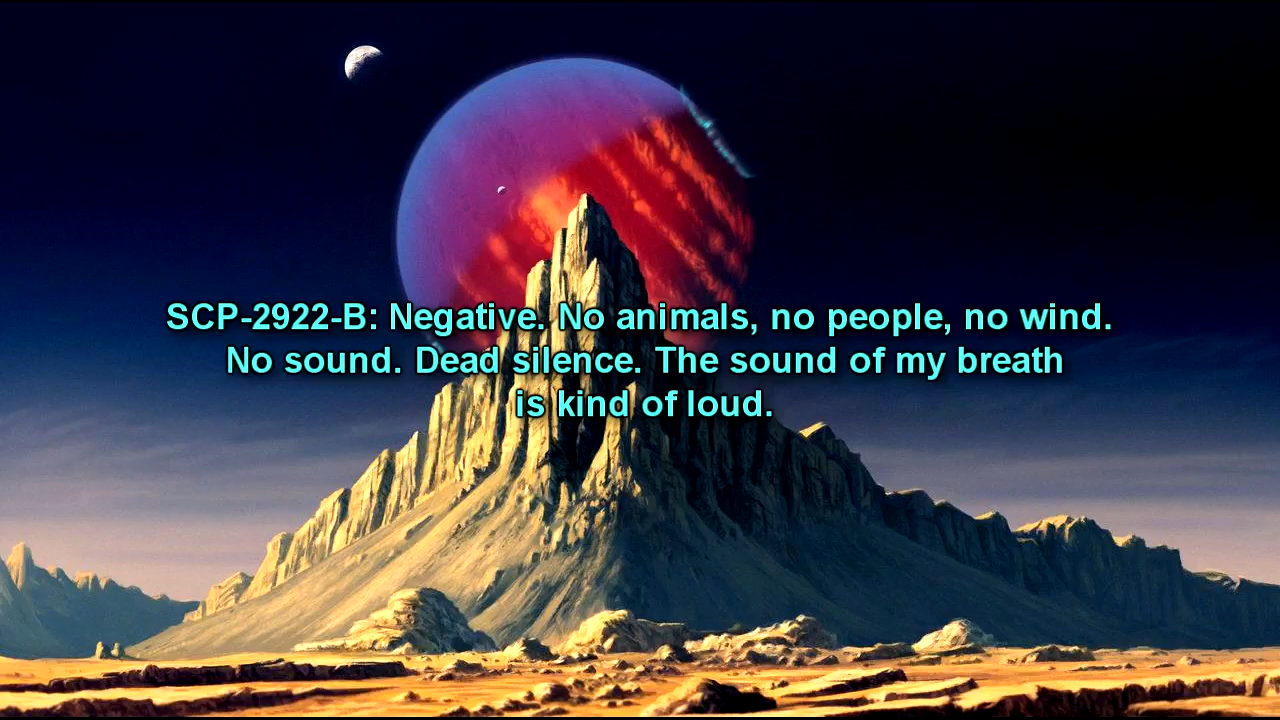 SCP-2922-B: Negative. No animals, no people, no wind.
No sound. Dead silence. The sound of my breath
is kind of loud.